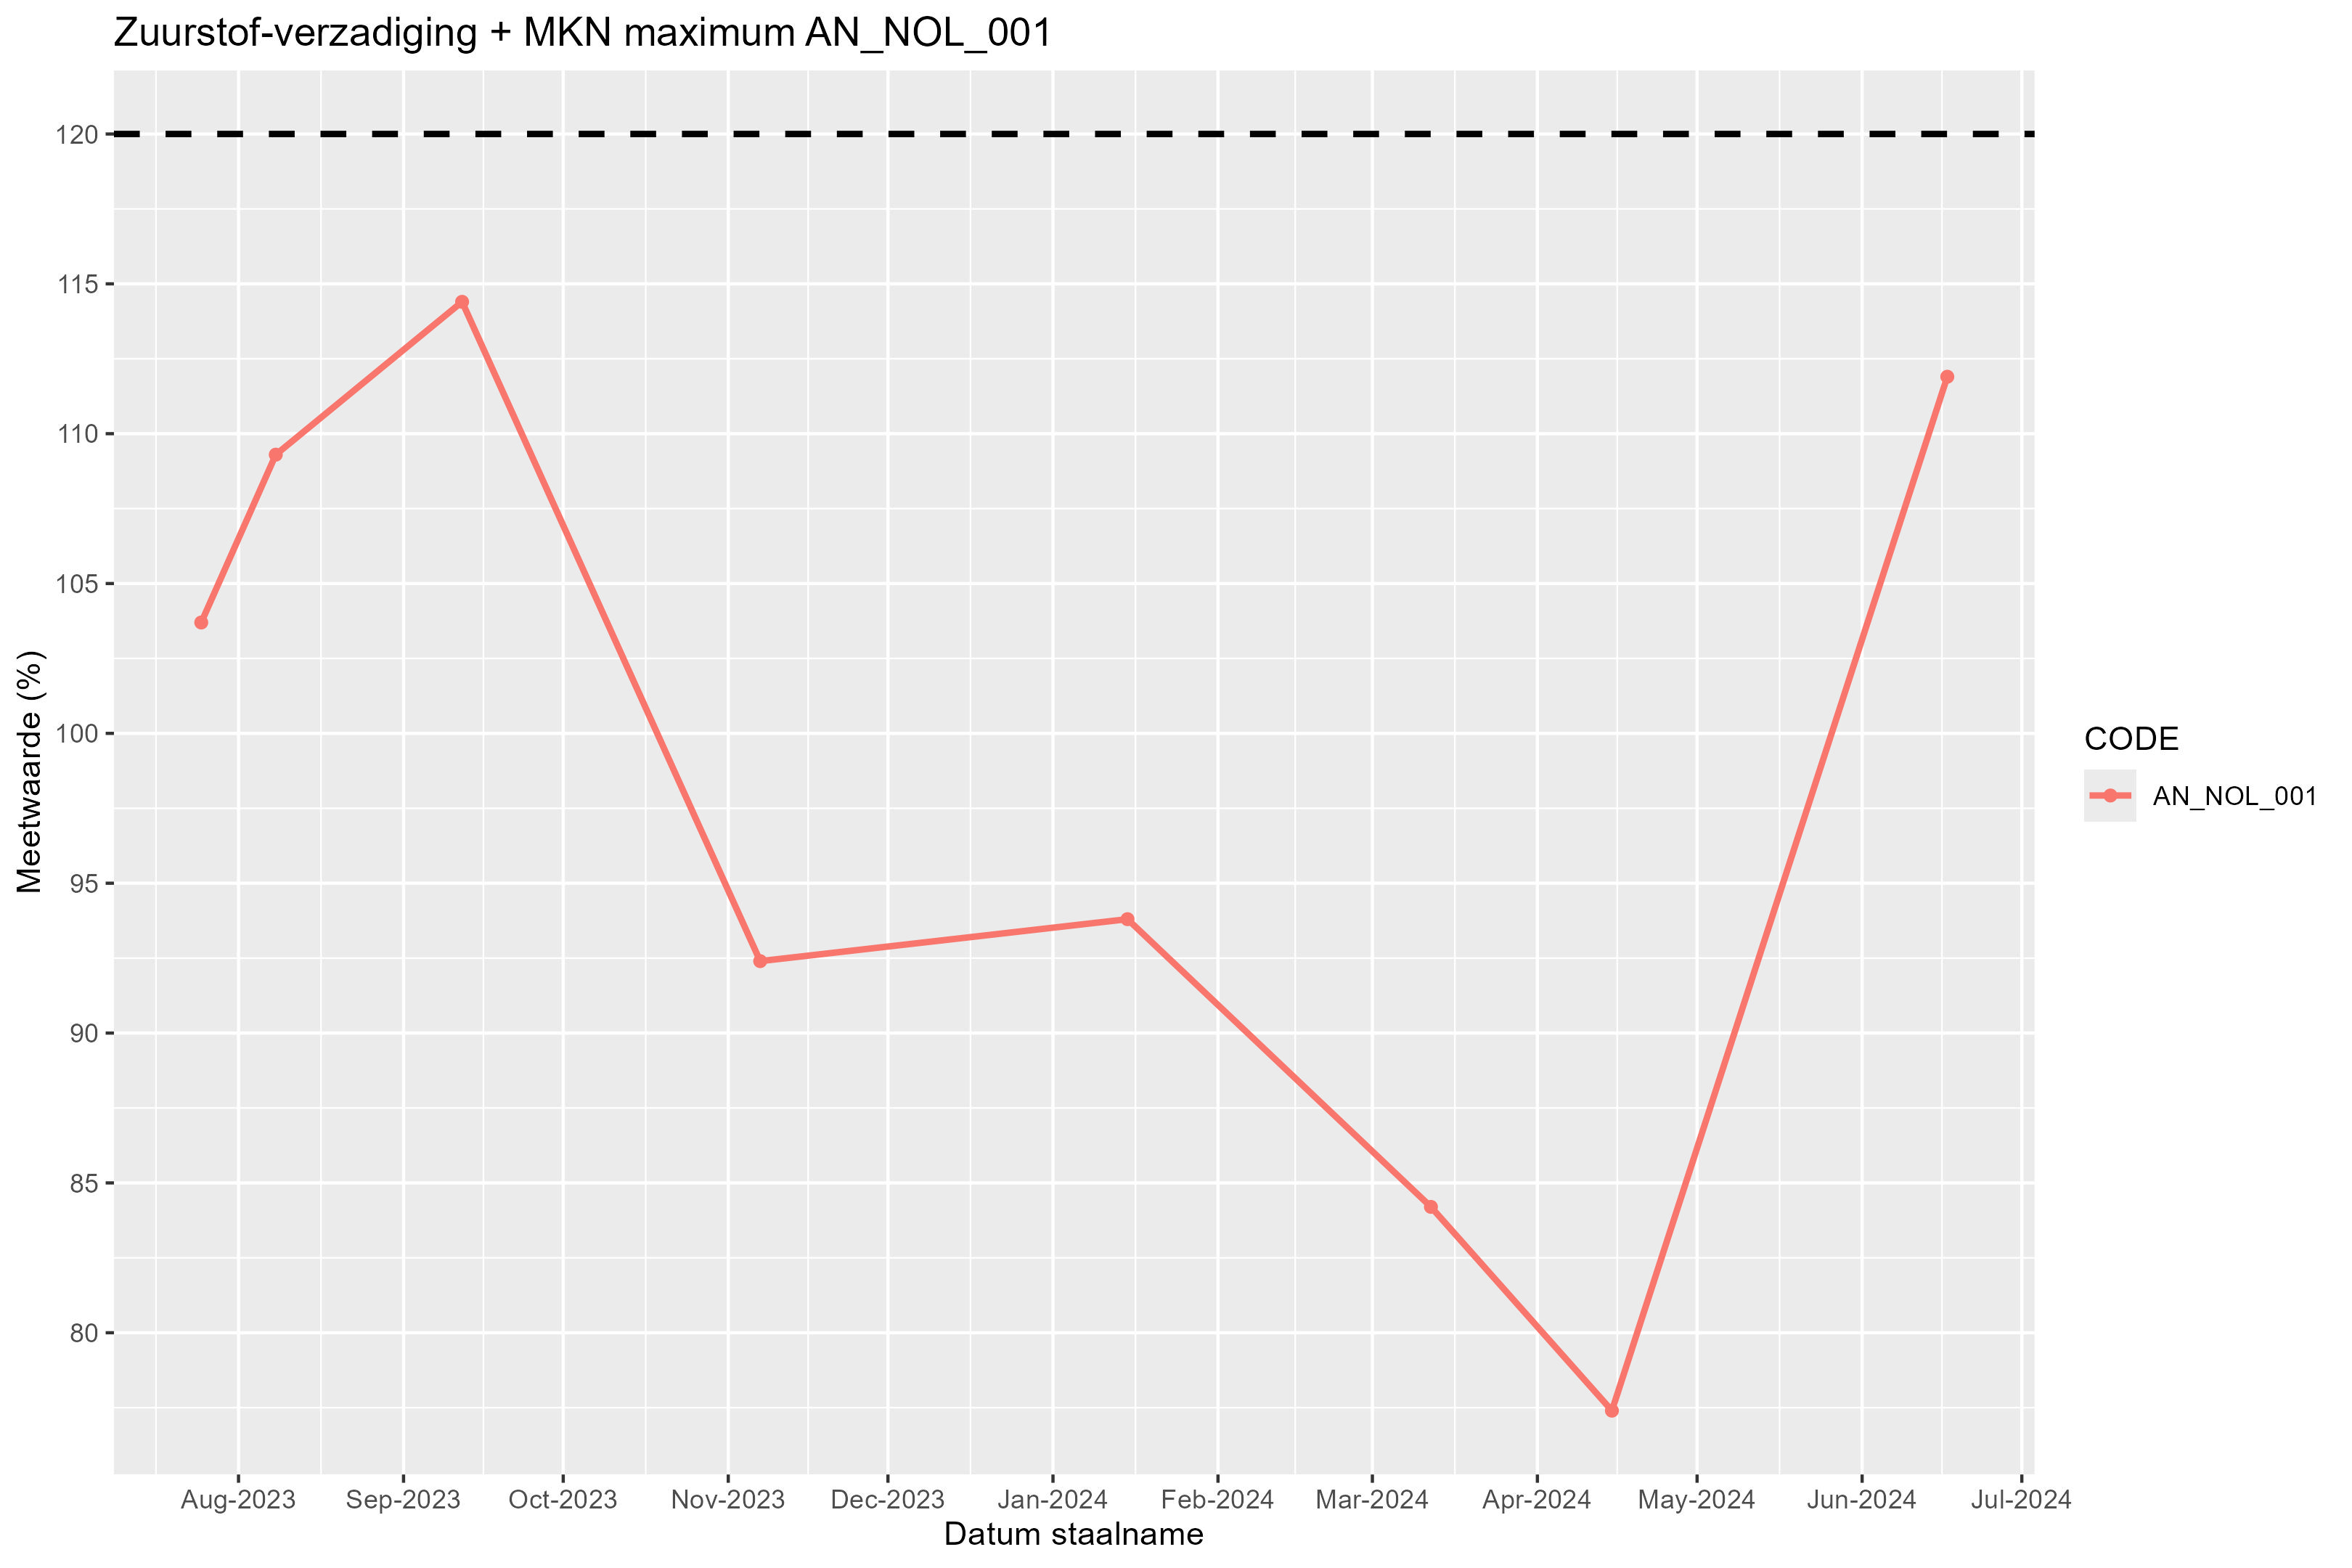 Zuurstof-verzadiging + MKN maximum AN_NOL_001
Meetwaarde (%)
120
115
110
105
100
95
90
85
80
Aug-2023 Sep-2023 Oct-2023 Nov-2023 Dec-2023 Jan-2024 Feb-2024 Mar-2024 Apr-2024 May-2024 Jun-2024 Jul-2024
Datum staalname
CODE
AN_NOL_001